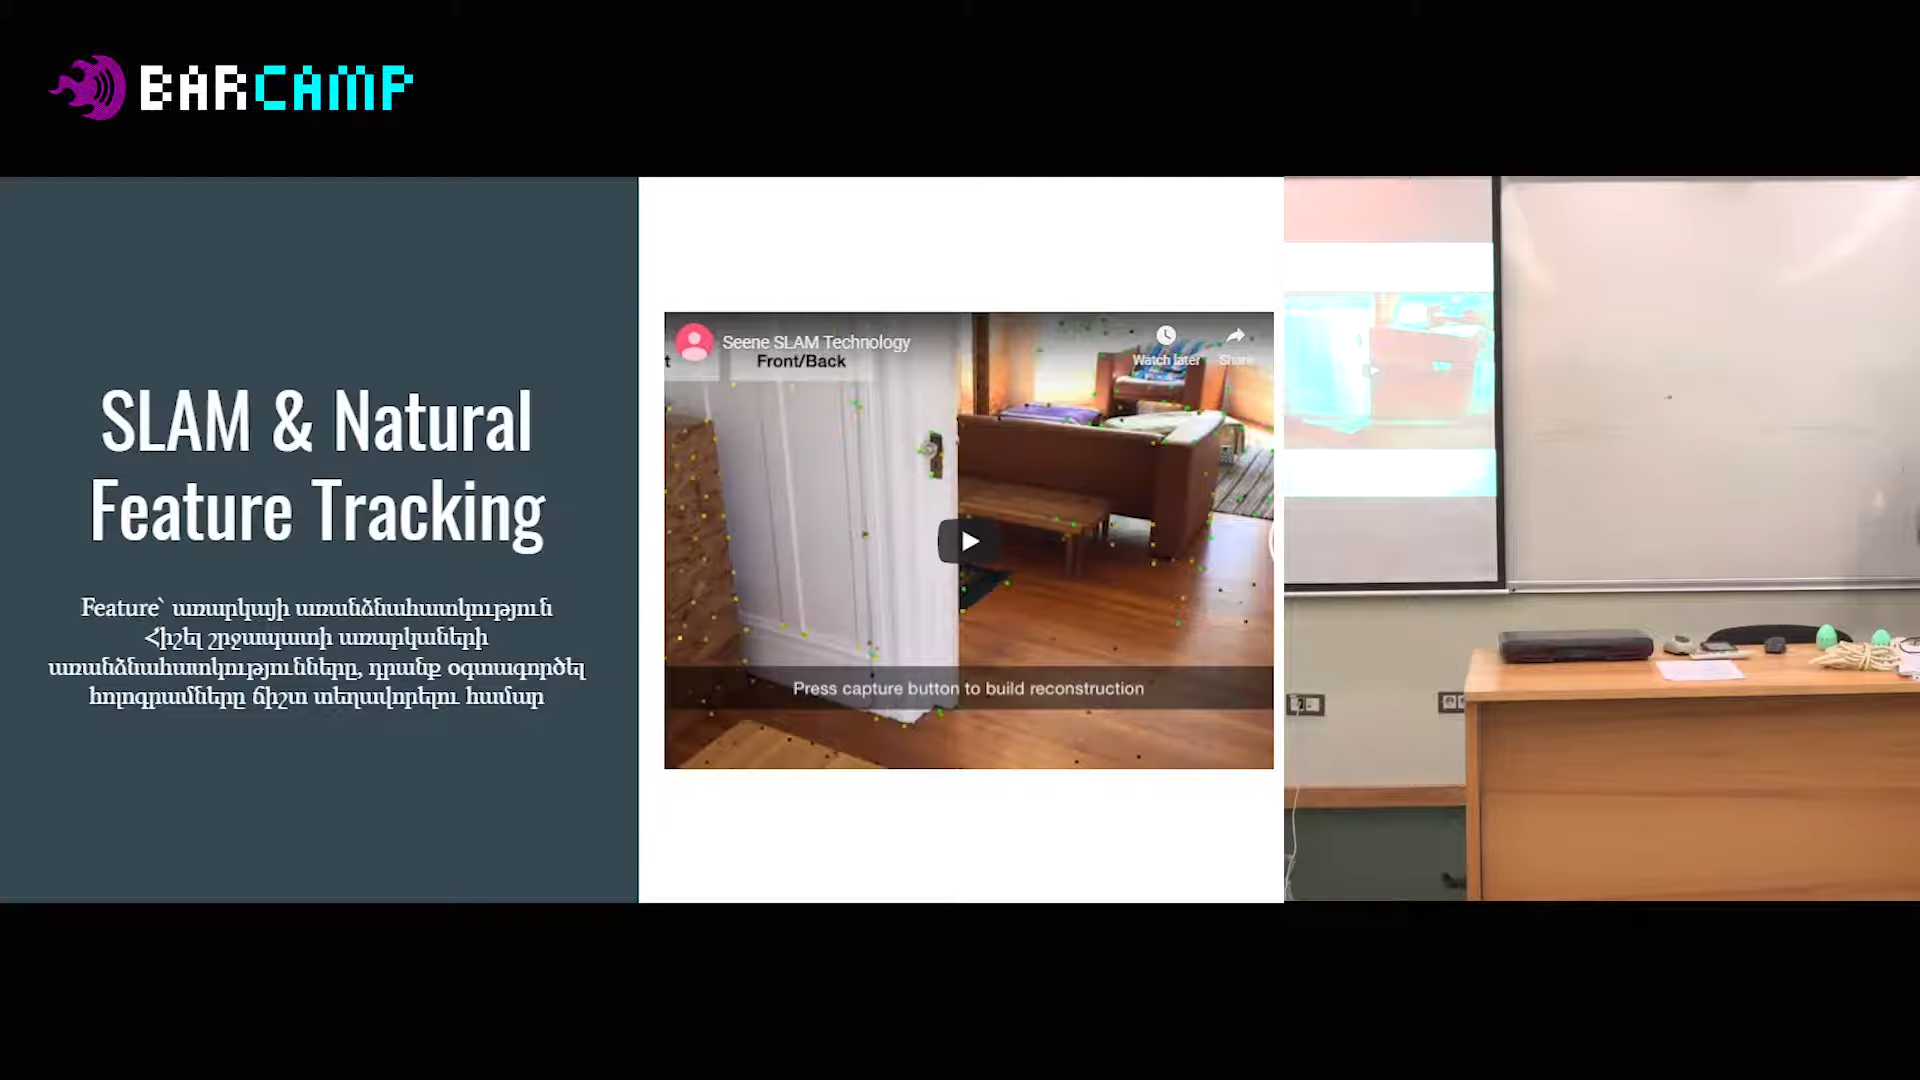 BARCAMP
SLAM & Natural
Feature Tracking
Feature՝ առարկայի առանձնահատկություն
Հիշել շրջապատի առարկաների
առանձնահատկությունները, դրանք օգտագործել
հոլոգրամները ճիշտ տեղավորելու համար
Seene SLAM Technology
Watch later
Share
t
Front/Back
Press capture button to build reconstruction